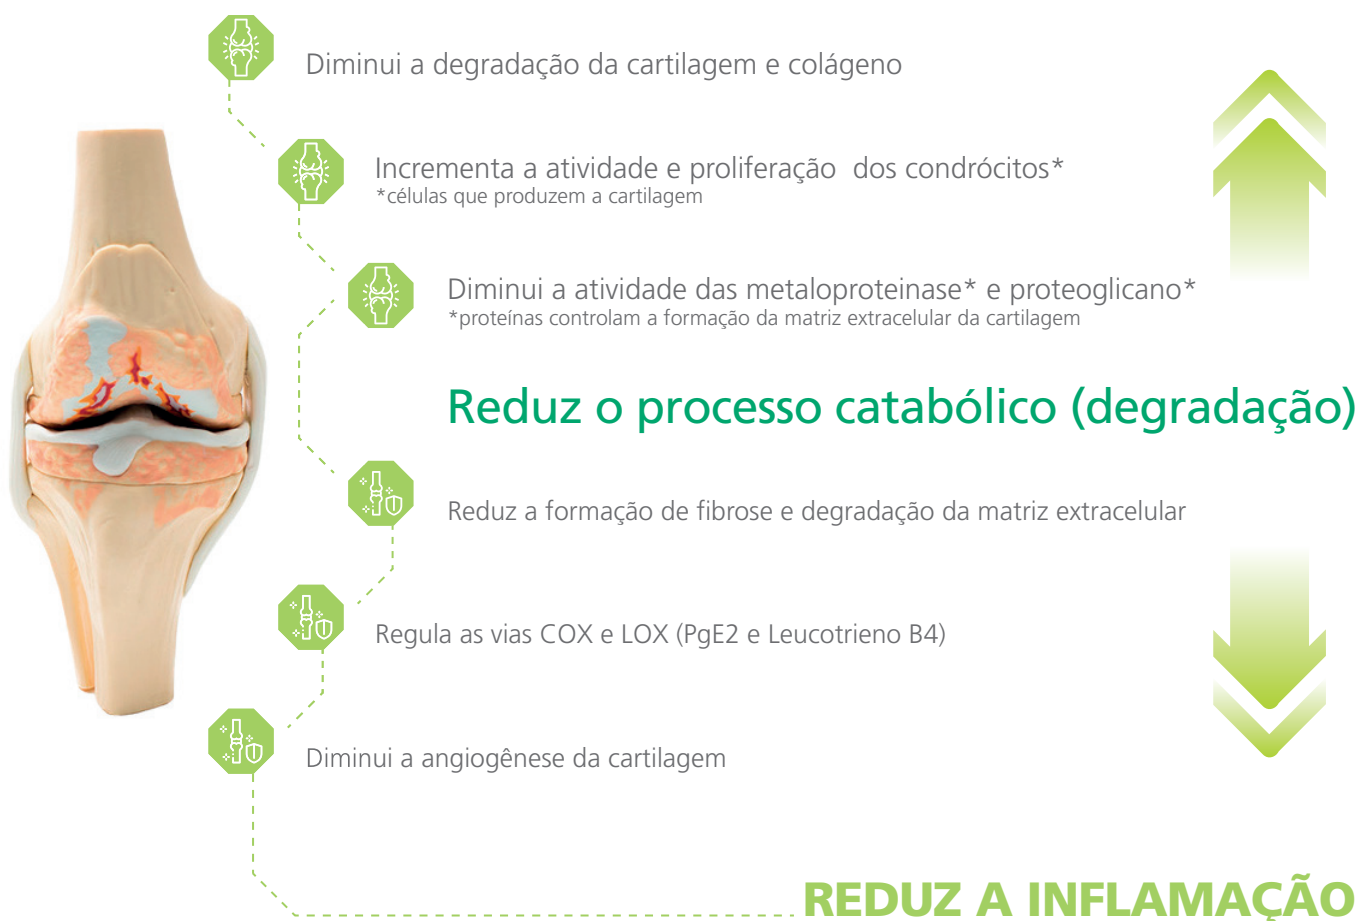 Diminui a degradação da cartilagem e colágeno
Incrementa a atividade e proliferação dos condrócitos*
*células que produzem a cartilagem
Diminui a atividade das metaloproteinase* e proteoglicano*
*proteínas controlam a formação da matriz extracelular da cartilagem
Reduz o processo catabólico (degradação)
Reduz a formação de fibrose e degradação da matriz extracelular
Regula as vias COX e LOX (PgE2 e Leucotrieno B4)
Diminui a angiogênese da cartilagem
REDUZ A INFLAMAÇÃO